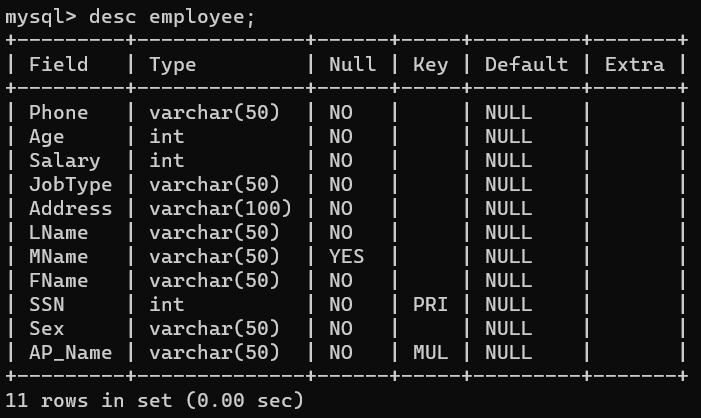 mysql> desc employee;
+----------+--------------+------+-----+---------+-------+
| Field    | Type         | Null | Key | Default | Extra |
+----------+--------------+------+-----+---------+-------+
| Phone    | varchar(50)  | NO   |     | NULL    |       |
| Age      | int          | NO   |     | NULL    |       |
| Salary   | int          | NO   |     | NULL    |       |
| JobType  | varchar(50)  | NO   |     | NULL    |       |
| Address  | varchar(100) | NO   |     | NULL    |       |
| LName    | varchar(50)  | NO   |     | NULL    |       |
| MName    | varchar(50)  | YES  |     | NULL    |       |
| FName    | varchar(50)  | NO   |     | NULL    |       |
| SSN      | int          | NO   | PRI | NULL    |       |
| Sex      | varchar(50)  | NO   |     | NULL    |       |
| AP_Name  | varchar(50)  | NO   | MUL | NULL    |       |
+----------+--------------+------+-----+---------+-------+
11 rows in set (0.00 sec)